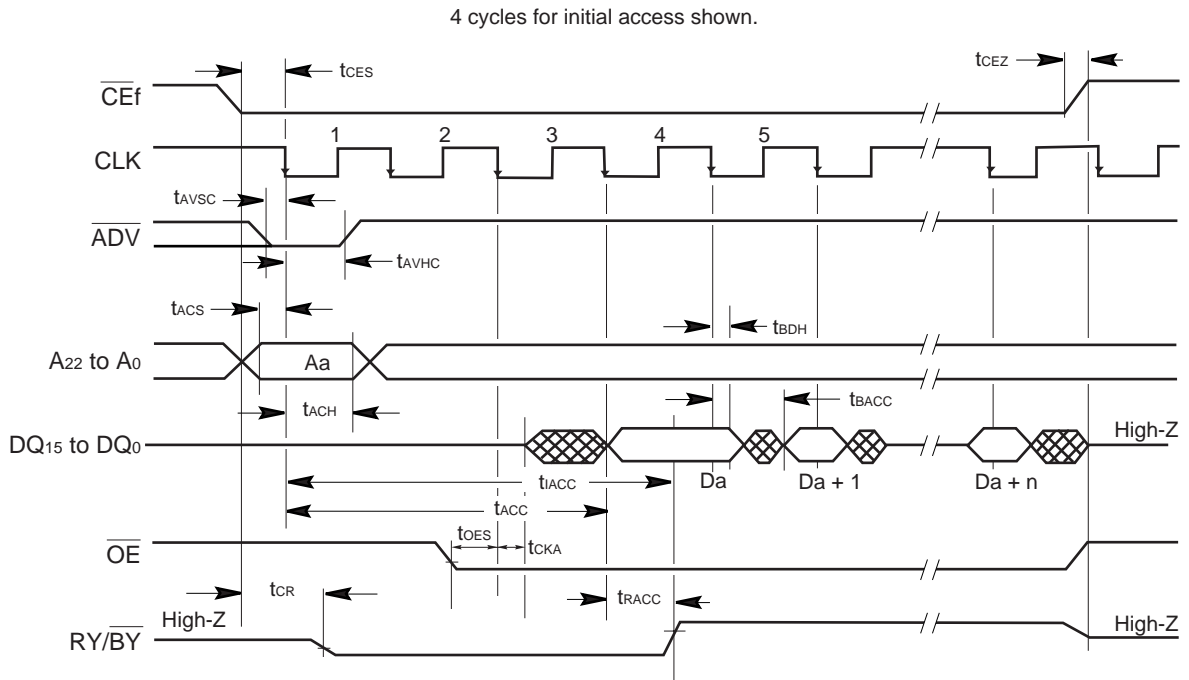 4 cycles for initial access shown.
tCES
tCEZ
CEf
1 2 3 4 5
CLK
tAVSC
ADV
tAVHC
tACS
tBDH
A22 to A0
Aa
tACH
tBACC
DQ15 to DQ0
High-Z
tIACC
Da
Da + 1
Da + n
tACC
tOES
tCKA
OE
tCR
tRACC
High-Z
High-Z
RY/BY